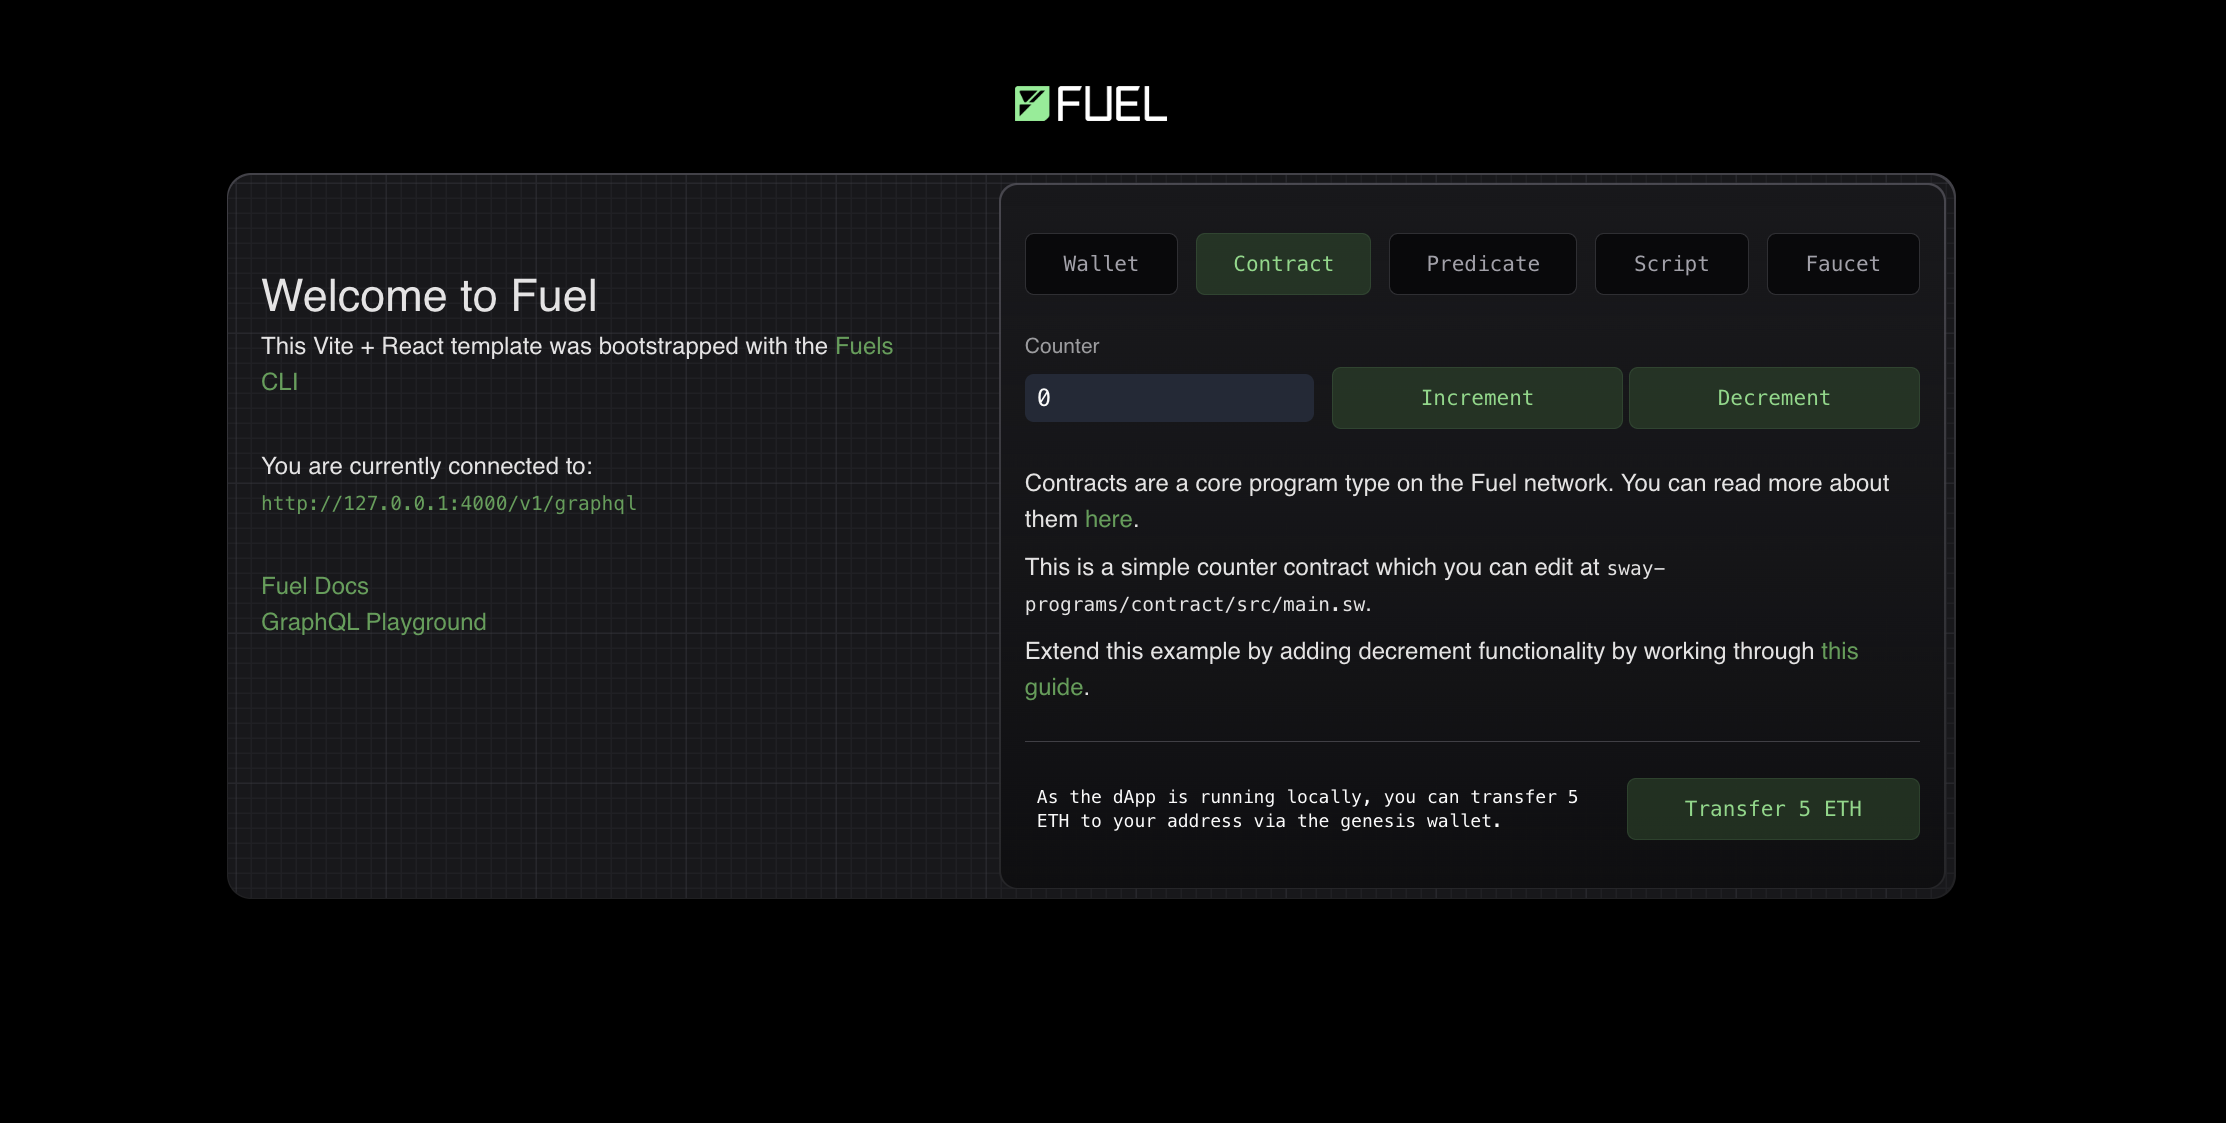 FUEL
Welcome to Fuel
This Vite + React template was bootstrapped with the Fuels
CLI
You are currently connected to:
http://127.0.0.1:4000/v1/graphql
Fuel Docs
GraphQL Playground
Wallet
Contract
Predicate
Script
Faucet
Counter
0
Increment
Decrement
Contracts are a core program type on the Fuel network. You can read more about
them here.
This is a simple counter contract which you can edit at sway-
programs/contract/src/main.sw.
Extend this example by adding decrement functionality by working through this
guide.
As the dApp is running locally, you can transfer 5
ETH to your address via the genesis wallet.
Transfer 5 ETH